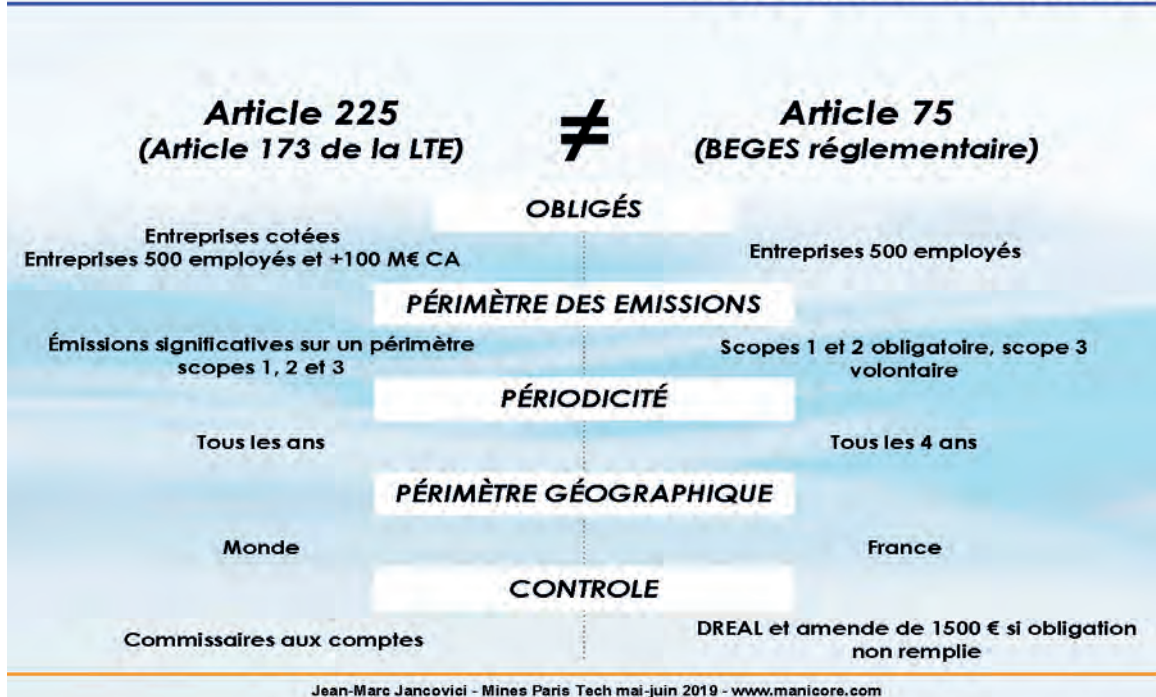 Article 225
(Article 173 de la LTE)
≠
Article 75
(BEGES réglementaire)
OBLIGÉS
Entreprises cotées
Entreprises 500 employés et +100 M€ CA
Entreprises 500 employés
PÉRIMÈTRE DES EMISSIONS
Émissions significatives sur un périmètre
scopes 1, 2 et 3
Scopes 1 et 2 obligatoire, scope 3
volontaire
PÉRIODICITÉ
Tous les ans
Tous les 4 ans
PÉRIMÈTRE GÉOGRAPHIQUE
Monde
France
CONTROLE
Commissaires aux comptes
DREAL et amende de 1500 € si obligation
non remplie
Jean-Marc Jancovici - Mines Paris Tech mai-juin 2019 - www.manicore.com